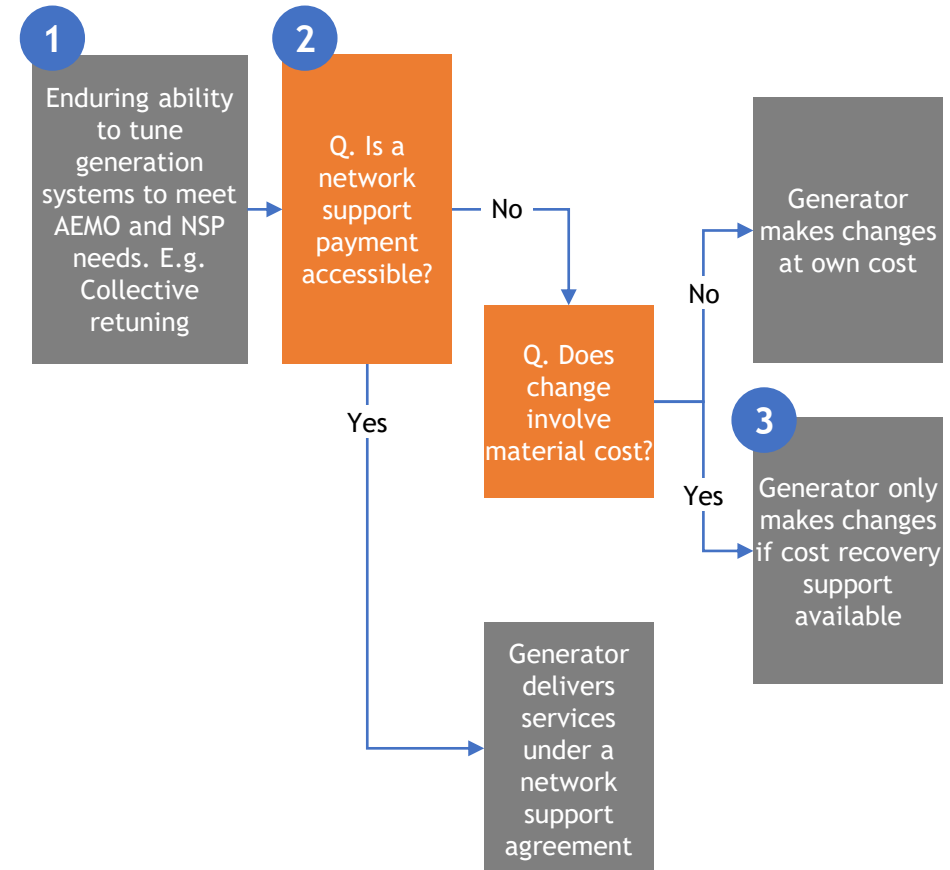 1
Enduring ability
to tune
generation
systems to meet
AEMO and NSP
needs. E.g.
Collective
retuning
2
Q. Is a
network
support
payment
accessible?
No
Yes
Q. Does
change
involve
material cost?
No
Yes
Generator
makes changes
at own cost
3
Generator only
makes changes
if cost recovery
support
available
Generator
delivers
services
under a
network
support
agreement